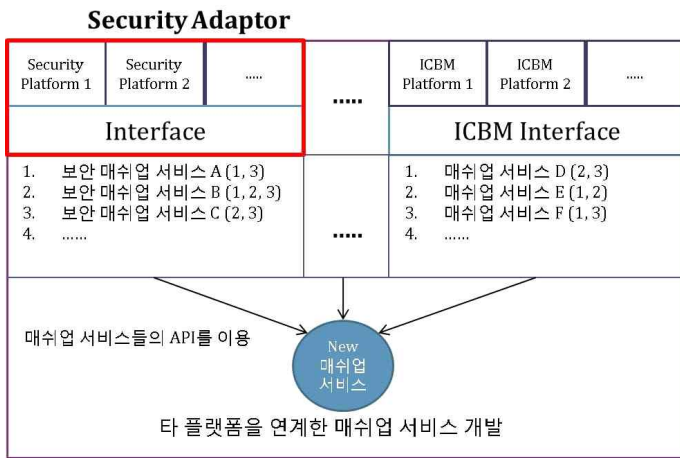 Security Adaptor
Security
Platform 1
Security
Platform 2
.....
Interface
.....
ICBM
Platform 1
ICBM
Platform 2
.....
ICBM Interface
1. 보안 매쉬업 서비스 A (1, 3)
2. 보안 매쉬업 서비스 B (1, 2, 3)
3. 보안 매쉬업 서비스 C (2, 3)
4. ......
.....
1. 매쉬업 서비스 D (2, 3)
2. 매쉬업 서비스 E (1, 2)
3. 매쉬업 서비스 F (1, 3)
4. ......
매쉬업 서비스들의 API를 이용
New
매쉬업
서비스
타 플랫폼을 연계한 매쉬업 서비스 개발